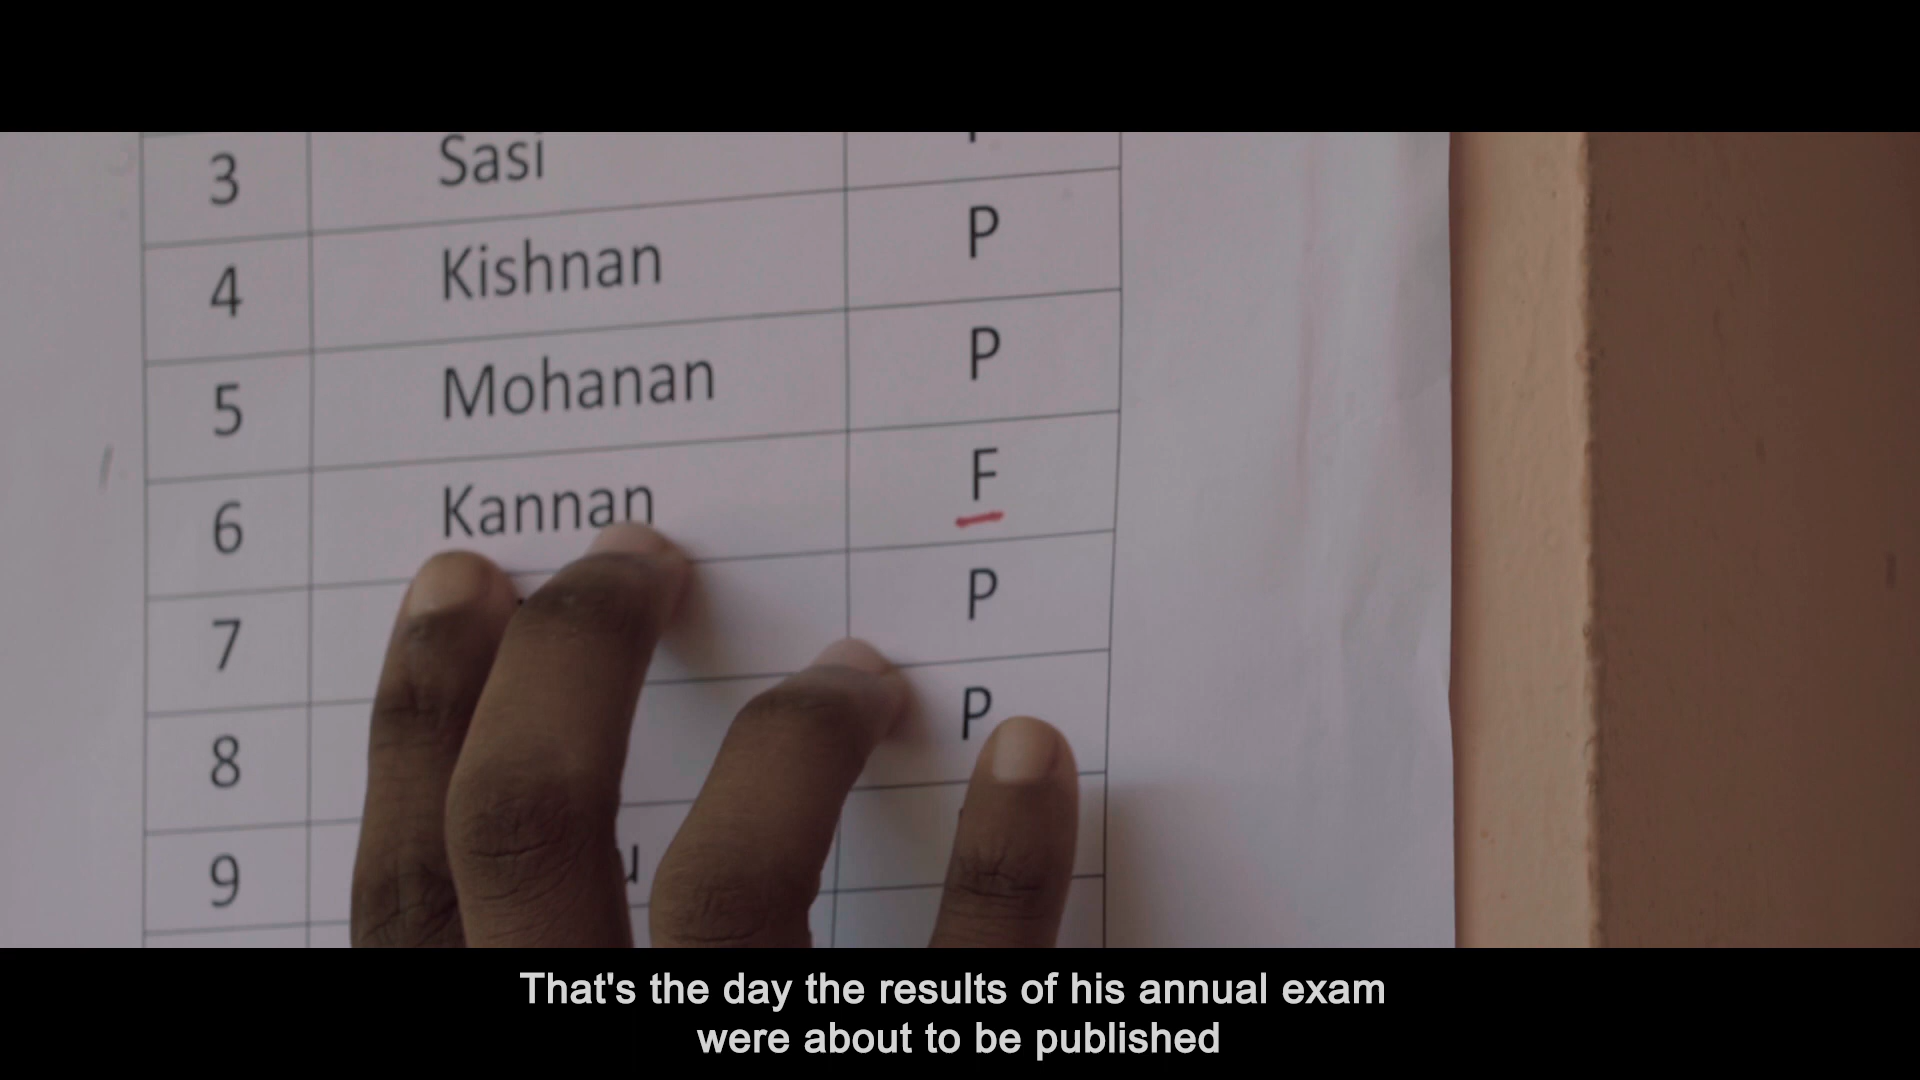 3 Sasi
4 Kishnan P
5 Mohanan P
6 Kannan F
7 P
8 P
9
That's the day the results of his annual exam
were about to be published